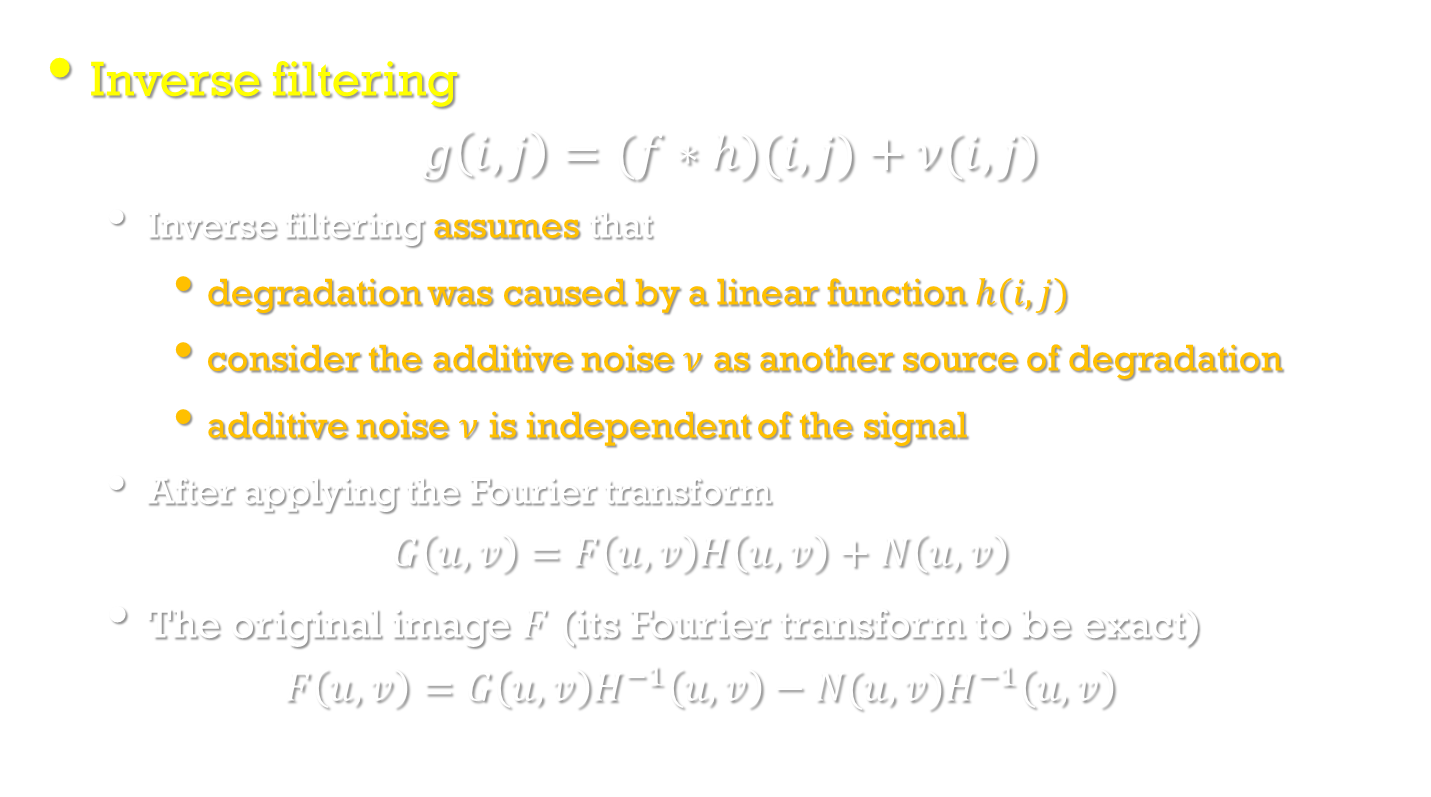 • Inverse filtering
g(i,j) = (f ∗ h)(i,j) + ν(i,j)
• Inverse filtering assumes that
• degradation was caused by a linear function h(i,j)
• consider the additive noise ν as another source of degradation
• additive noise ν is independent of the signal
• After applying the Fourier transform
G(u,v) = F(u,v)H(u,v) + N(u,v)
• The original image F (its Fourier transform to be exact)
F(u,v) = G(u,v)H⁻¹(u,v) − N(u,v)H⁻¹(u,v)